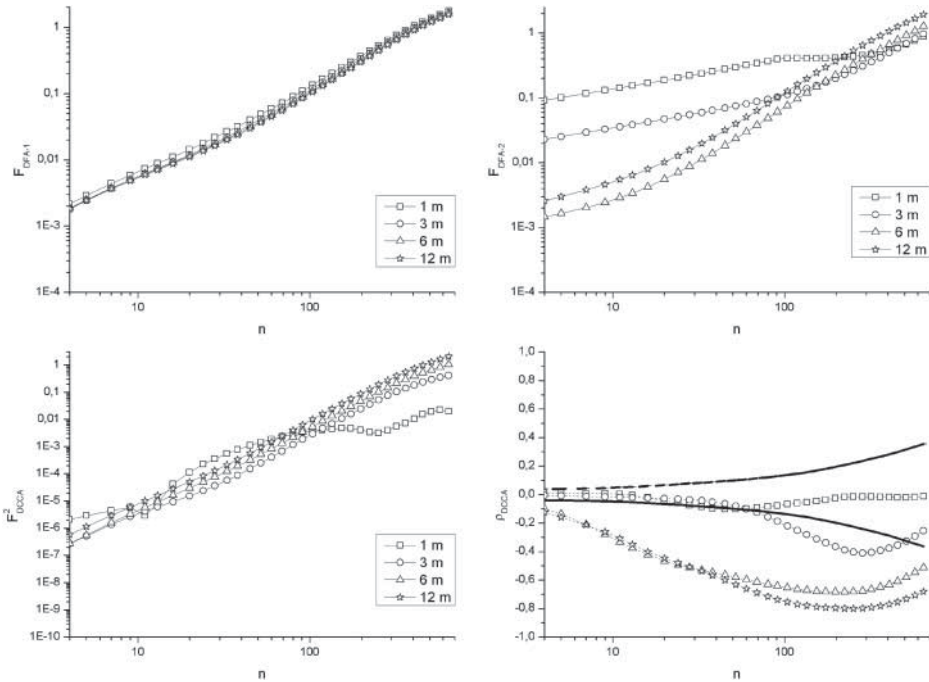 1
0,1
0,01
1E-3
1E-4
F_DFA-1
10
100
n
1 m
3 m
6 m
12 m
1
0,1
0,01
1E-3
1E-4
F_DFA-2
10
100
n
1 m
3 m
6 m
12 m
1
0,1
0,01
1E-3
1E-4
1E-5
1E-6
1E-7
1E-8
1E-9
1E-10
F²_DCCA
10
100
n
1 m
3 m
6 m
12 m
1,0
0,8
0,6
0,4
0,2
0,0
-0,2
-0,4
-0,6
-0,8
-1,0
ρ_DCCA
10
100
n
1 m
3 m
6 m
12 m